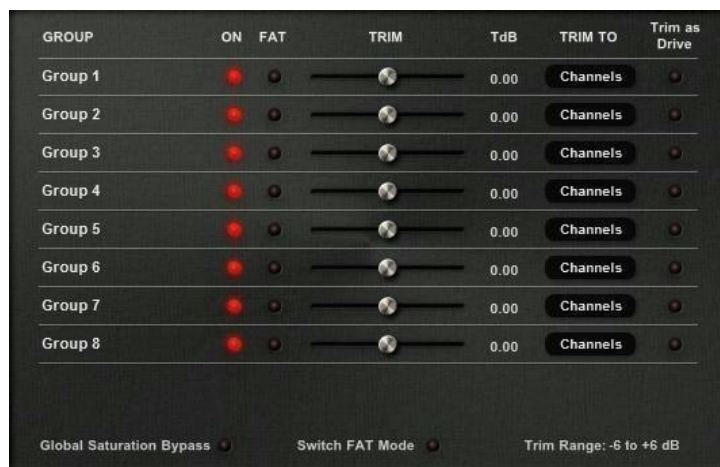 GROUP ON FAT TRIM TdB TRIM TO Trim as Drive
Group 1 0.00 Channels
Group 2 0.00 Channels
Group 3 0.00 Channels
Group 4 0.00 Channels
Group 5 0.00 Channels
Group 6 0.00 Channels
Group 7 0.00 Channels
Group 8 0.00 Channels
Global Saturation Bypass Switch FAT Mode Trim Range: -6 to +6 dB